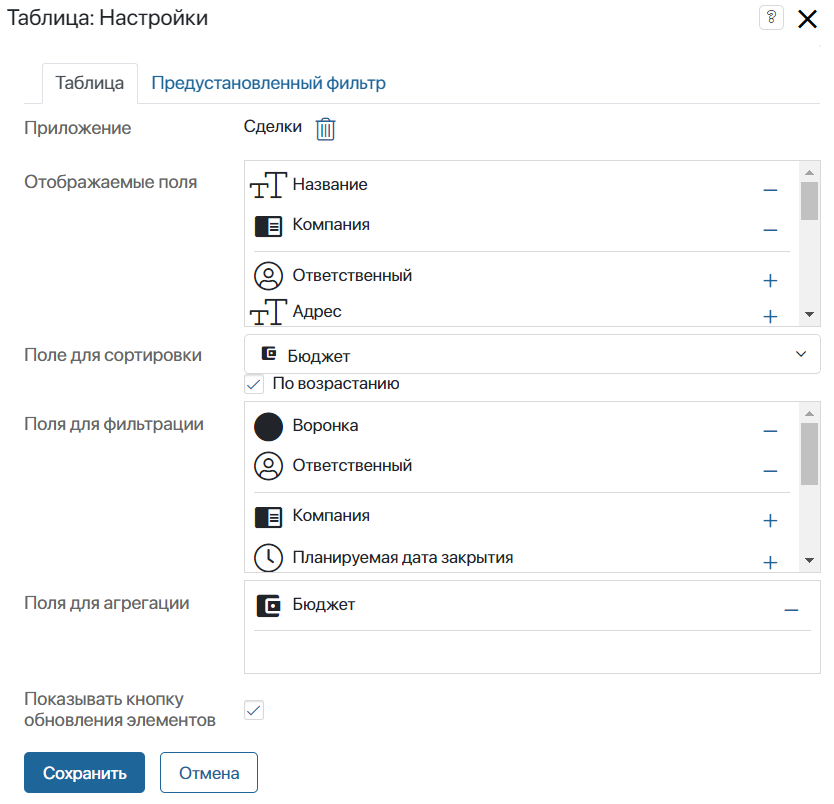 Таблица: Настройки
?
Таблица
Предустановленный фильтр
Приложение
Сделки
Отображаемые поля
Название
Компания
Ответственный
Адрес
Поле для сортировки
Бюджет
По возрастанию
Поля для фильтрации
Воронка
Ответственный
Компания
Планируемая дата закрытия
Поля для агрегации
Бюджет
Показывать кнопку
обновления элементов
Сохранить
Отмена